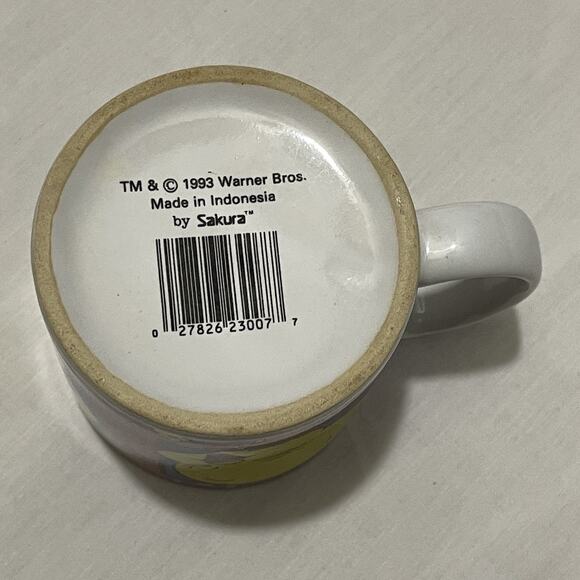 TM & © 1993 Warner Bros.
Made in Indonesia
by Sakura™
0 27826 23007 7